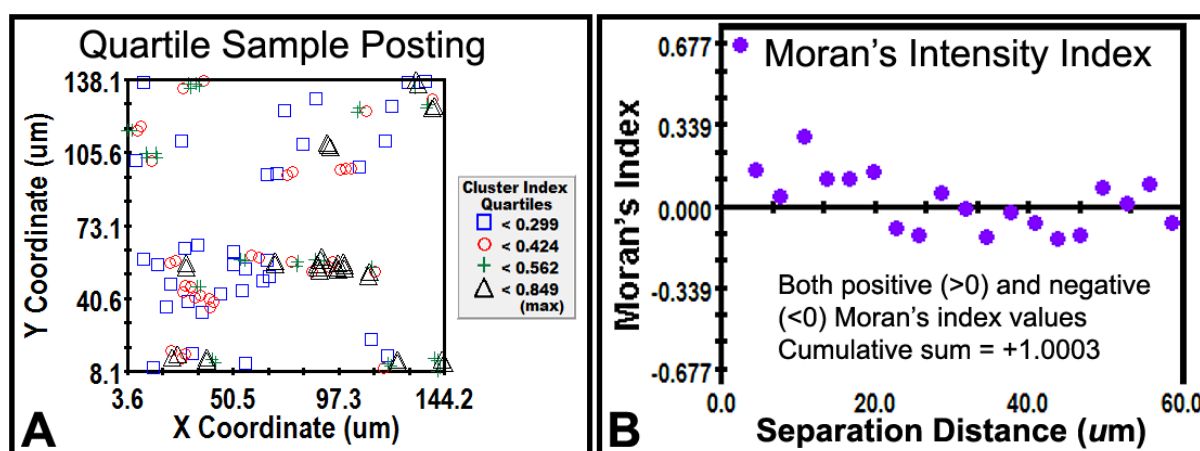 Quartile Sample Posting
138.1
105.6
73.1
40.6
8.1
Y Coordinate (um)
3.6 50.5 97.3 144.2
X Coordinate (um)
Cluster Index
Quartiles
< 0.299
< 0.424
< 0.562
< 0.849
(max)
A
Moran's Intensity Index
0.677
0.339
0.000
-0.339
-0.677
Moran's Index
Both positive (>0) and negative
(<0) Moran's index values
Cumulative sum = +1.0003
0.0 20.0 40.0 60.0
Separation Distance (um)
B